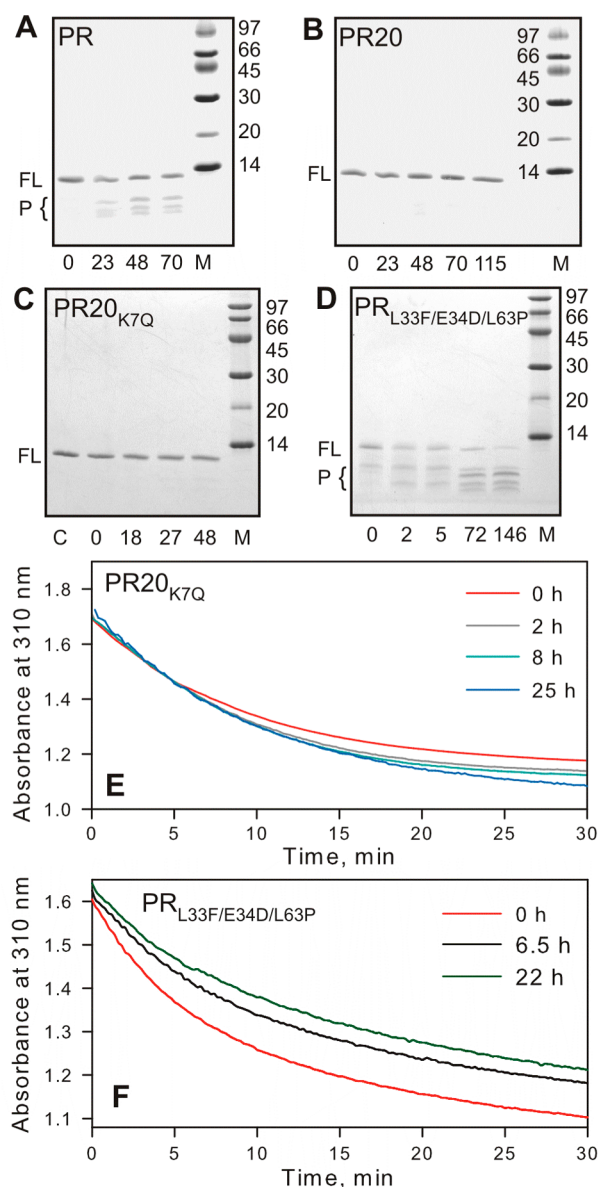 A PR
97
66
45
30
20
14
FL
P {
0 23 48 70 M
B PR20
97
66
45
30
20
14
FL
0 23 48 70 115 M
C PR20K7Q
97
66
45
30
20
14
FL
C 0 18 27 48 M
D PRL33F/E34D/L63P
97
66
45
30
20
14
FL
P {
0 2 5 72 146 M
PR20K7Q
0 h
2 h
8 h
25 h
Absorbance at 310 nm
1.8
1.6
1.4
1.2
1.0
E
0 5 10 15 20 25 30
Time, min
PRL33F/E34D/L63P
0 h
6.5 h
22 h
Absorbance at 310 nm
1.6
1.5
1.4
1.3
1.2
1.1
F
0 5 10 15 20 25 30
Time, min